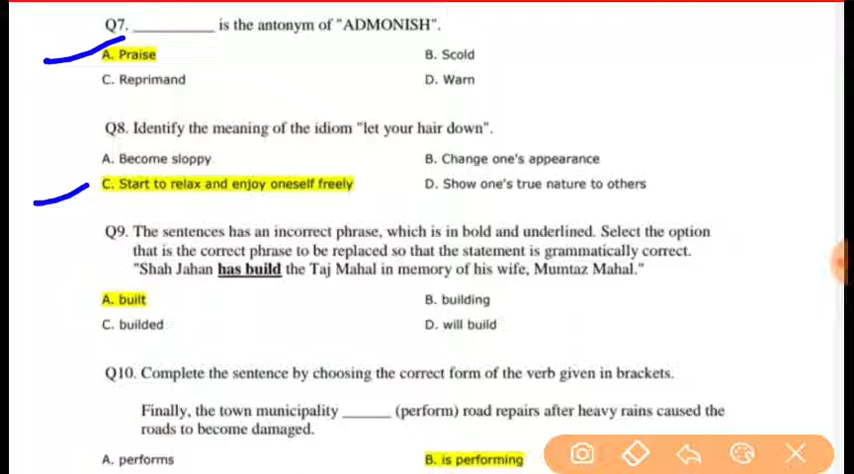 Q7. __________ is the antonym of "ADMONISH".
A. Praise
B. Scold
C. Reprimand
D. Warn
Q8. Identify the meaning of the idiom "let your hair down".
A. Become sloppy
B. Change one's appearance
C. Start to relax and enjoy oneself freely
D. Show one's true nature to others
Q9. The sentences has an incorrect phrase, which is in bold and underlined. Select the option
that is the correct phrase to be replaced so that the statement is grammatically correct.
"Shah Jahan has build the Taj Mahal in memory of his wife, Mumtaz Mahal."
A. built
B. building
C. builded
D. will build
Q10. Complete the sentence by choosing the correct form of the verb given in brackets.
Finally, the town municipality ______ (perform) road repairs after heavy rains caused the
roads to become damaged.
A. performs
B. is performing